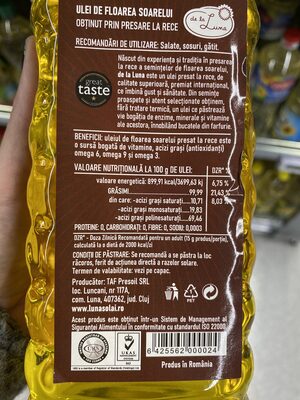 ULEI DE FLOAREA SOARELUI
OBȚINUT PRIN PRESARE LA RECE
de la Luna
RECOMANDĂRI DE UTILIZARE: Salate, sosuri, gătit.
great
taste
Născut din experiența și tradiția în presarea
la rece a semințelor de floarea soarelui,
de la Luna este un ulei presat la rece, de
calitate superioară, premiat internațional,
ce îmbină gust și sănătate. Din semințe
proaspete și atent selecționate obținem,
fără tratare termică, un ulei ce păstrează
vie bogăția de enzime, minerale și vitamine
ale acestora, înnobilând bucatele din farfurie.
BENEFICII: uleiului de floarea soarelui presat la rece este
o sursă bogată de vitamine, acizi grași (antioxidanți)
omega 6, omega 9 și omega 3.
VALOARE NUTRIȚIONALĂ LA 100 g DE ULEI: DZR*
valoare energetică: 899,91 kcal/3699,63 kj 6,75 %
GRĂSIMI 99,99 21,43 %
-acizi grași saturați 10,71 8,03 %
-acizi grași monosaturați 19,83
-acizi grași polinesaturați 69,46
PROTEINE: 0, CARBOHIDRAȚI: 0, FIBRE: 0, SODIU: 0,0003
DZR* - Doza Zilnică Recomandată pentru un adult (15 g produs/porție),
calculată la o dietă de 2000 kcal/zi
CONDIȚII DE PĂSTRARE: Se recomandă a se păstra la loc
răcoros, ferit de acțiunea directă a razelor solare.
Termen de valabilitate: vezi pe capac.
Producător: TAF Presoil SRL
loc. Luncani, nr 117A,
com. Luna, 407362, jud. Cluj
www.lunasolai.ro
PET
Acest produs este obținut într-un Sistem de Management al
Siguranței Alimentului în conformitate cu standardul ISO 22000
UKAS
6 425562 000024
Produs în România